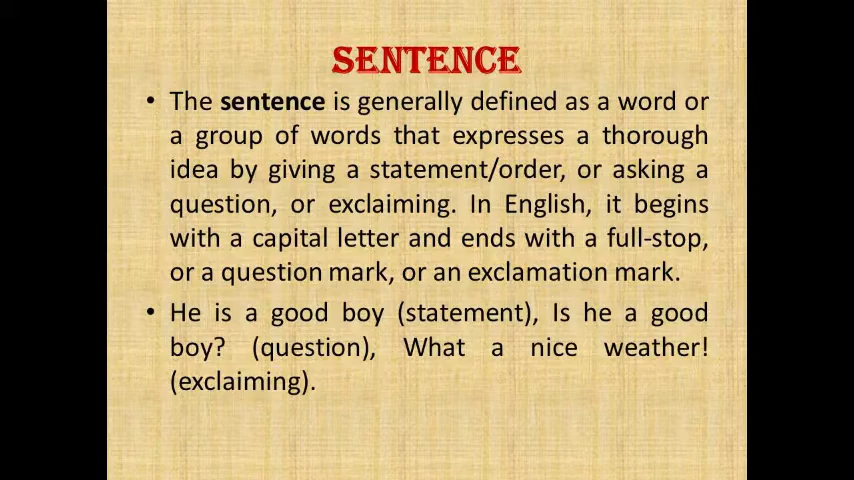 SENTENCE
• The sentence is generally defined as a word or
a group of words that expresses a thorough
idea by giving a statement/order, or asking a
question, or exclaiming. In English, it begins
with a capital letter and ends with a full-stop,
or a question mark, or an exclamation mark.
• He is a good boy (statement), Is he a good
boy? (question), What a nice weather!
(exclaiming).